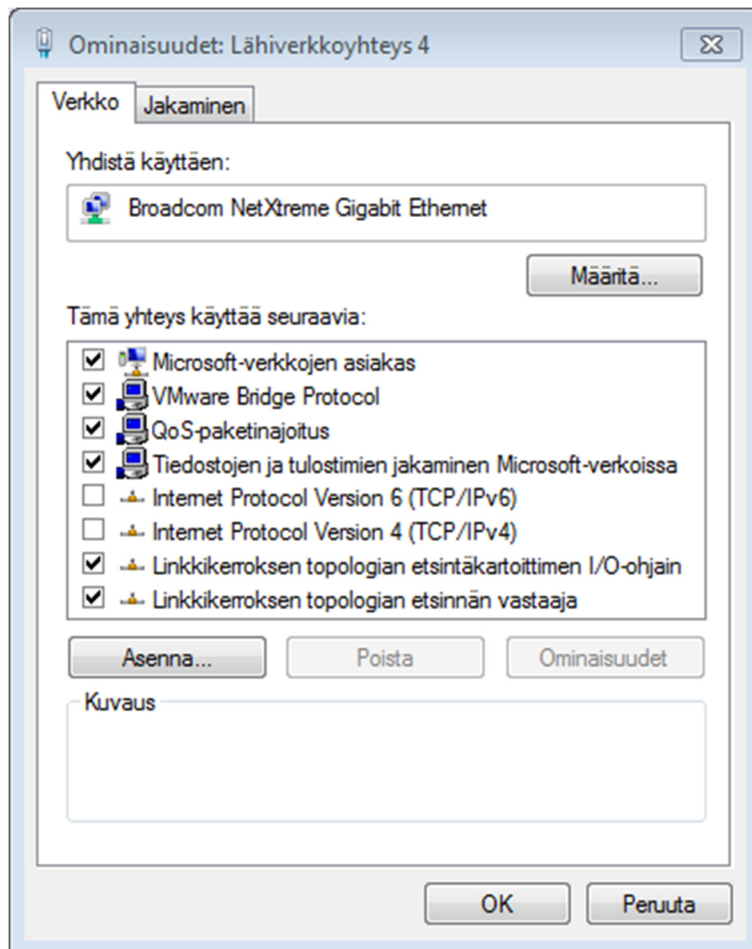 Ominaisuudet: Lähiverkkoyhteys 4
Verkko Jakaminen
Yhdistä käyttäen:
Broadcom NetXtreme Gigabit Ethernet
Määritä...
Tämä yhteys käyttää seuraavia:
Microsoft-verkkojen asiakas
VMware Bridge Protocol
QoS-paketinajoitus
Tiedostojen ja tulostimien jakaminen Microsoft-verkoissa
Internet Protocol Version 6 (TCP/IPv6)
Internet Protocol Version 4 (TCP/IPv4)
Linkkikerroksen topologian etsintäkartoittimen I/O-ohjain
Linkkikerroksen topologian etsinnän vastaaja
Asenna... Poista Ominaisuudet
Kuvaus
OK Peruuta